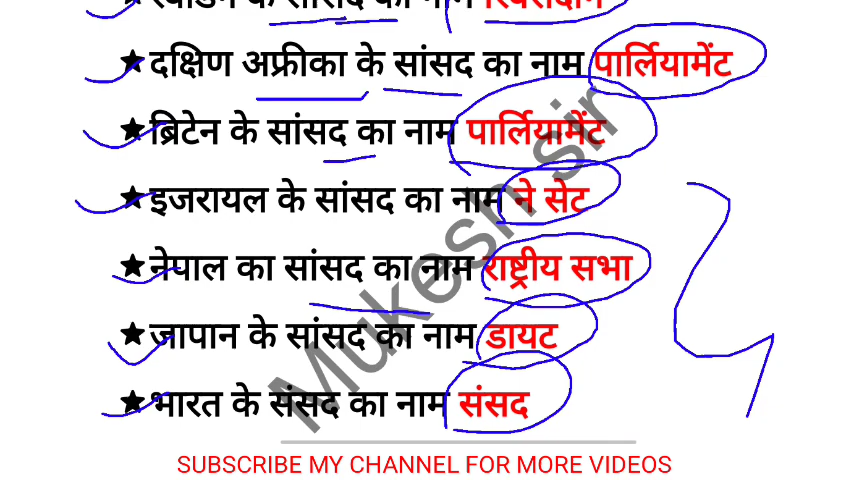 के सांसद का नाम
★दक्षिण अफ्रीका के सांसद का नाम पार्लियामेंट
★ब्रिटेन के सांसद का नाम पार्लियामेंट
★इजरायल के सांसद का नाम ने सेट
★नेपाल का सांसद का नाम राष्ट्रीय सभा
★जापान के सांसद का नाम डायट
★भारत के संसद का नाम संसद
Mukesh sir
SUBSCRIBE MY CHANNEL FOR MORE VIDEOS